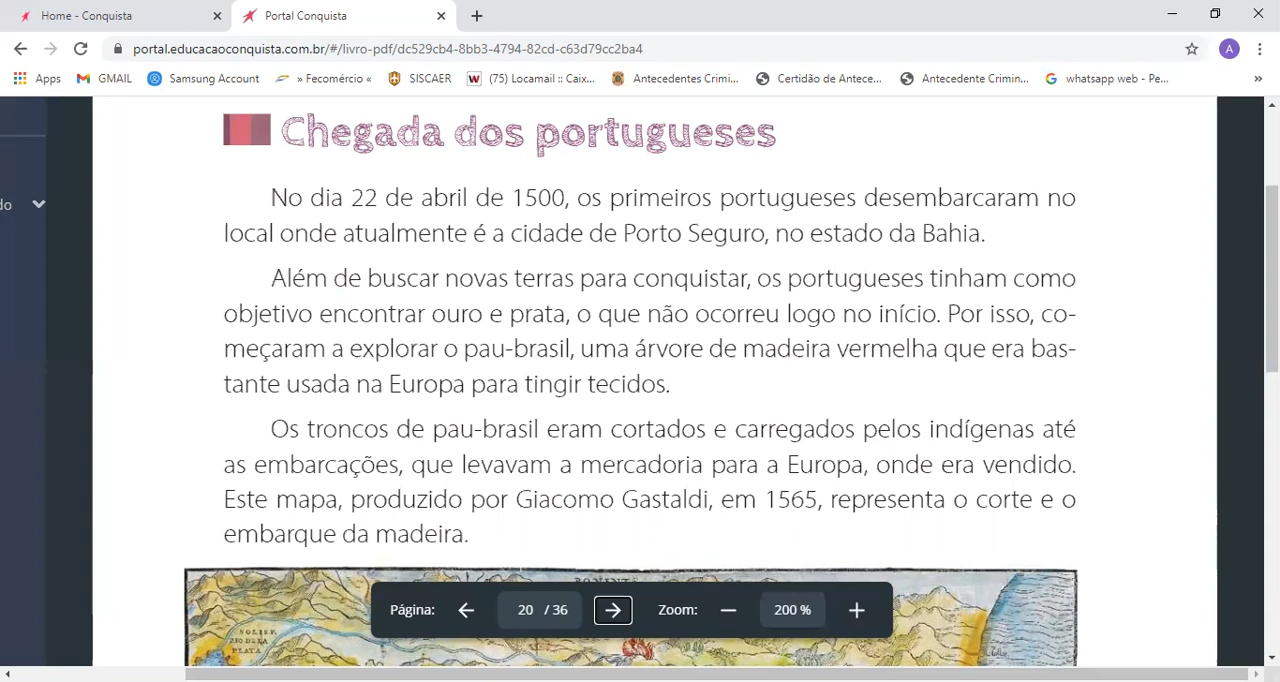 Home - Conquista
Portal Conquista
portal.educacaoconquista.com.br/#/livro-pdf/dc529cb4-8bb3-4794-82cd-c63d79cc2ba4
A
Apps
GMAIL
Samsung Account
» Fecomércio «
SISCAER
(75) Locamail :: Caix...
Antecedentes Crimi...
Certidão de Antece...
Antecedente Crimin...
whatsapp web - Pe...
»
do
Chegada dos portugueses
No dia 22 de abril de 1500, os primeiros portugueses desembarcaram no
local onde atualmente é a cidade de Porto Seguro, no estado da Bahia.
Além de buscar novas terras para conquistar, os portugueses tinham como
objetivo encontrar ouro e prata, o que não ocorreu logo no início. Por isso, co-
meçaram a explorar o pau-brasil, uma árvore de madeira vermelha que era bas-
tante usada na Europa para tingir tecidos.
Os troncos de pau-brasil eram cortados e carregados pelos indígenas até
as embarcações, que levavam a mercadoria para a Europa, onde era vendido.
Este mapa, produzido por Giacomo Gastaldi, em 1565, representa o corte e o
embarque da madeira.
Página:
20 / 36
Zoom:
200 %
PLATA